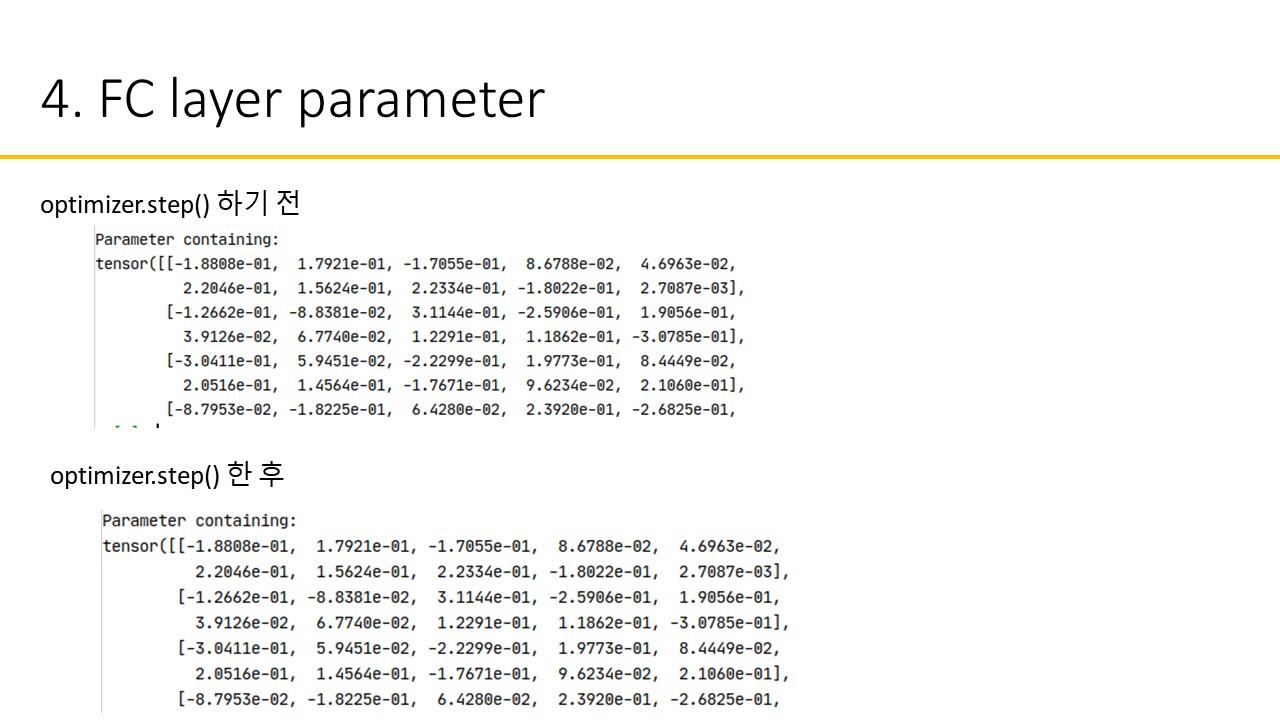 4. FC layer parameter
optimizer.step() 하기 전
Parameter containing:
tensor([[-1.8808e-01,  1.7921e-01, -1.7055e-01,  8.6788e-02,  4.6963e-02,
          2.2046e-01,  1.5624e-01,  2.2334e-01, -1.8022e-01,  2.7087e-03],
        [-1.2662e-01, -8.8381e-02,  3.1144e-01, -2.5906e-01,  1.9056e-01,
          3.9126e-02,  6.7740e-02,  1.2291e-01,  1.1862e-01, -3.0785e-01],
        [-3.0411e-01,  5.9451e-02, -2.2299e-01,  1.9773e-01,  8.4449e-02,
          2.0516e-01,  1.4564e-01, -1.7671e-01,  9.6234e-02,  2.1060e-01],
        [-8.7953e-02, -1.8225e-01,  6.4280e-02,  2.3920e-01, -2.6825e-01,
optimizer.step() 한 후
Parameter containing:
tensor([[-1.8808e-01,  1.7921e-01, -1.7055e-01,  8.6788e-02,  4.6963e-02,
          2.2046e-01,  1.5624e-01,  2.2334e-01, -1.8022e-01,  2.7087e-03],
        [-1.2662e-01, -8.8381e-02,  3.1144e-01, -2.5906e-01,  1.9056e-01,
          3.9126e-02,  6.7740e-02,  1.2291e-01,  1.1862e-01, -3.0785e-01],
        [-3.0411e-01,  5.9451e-02, -2.2299e-01,  1.9773e-01,  8.4449e-02,
          2.0516e-01,  1.4564e-01, -1.7671e-01,  9.6234e-02,  2.1060e-01],
        [-8.7953e-02, -1.8225e-01,  6.4280e-02,  2.3920e-01, -2.6825e-01,